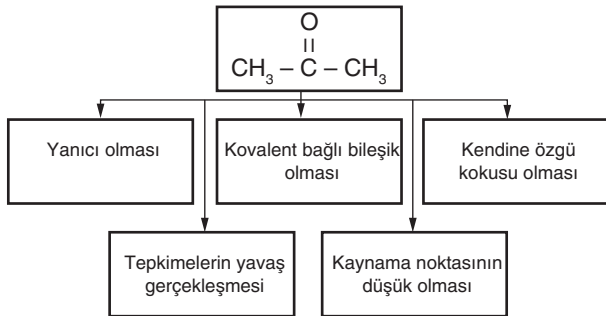 O
CH₃ – C – CH₃
Yanıcı olması
Kovalent bağlı bileşik
olması
Kendine özgü
kokusu olması
Tepkimelerin yavaş
gerçekleşmesi
Kaynama noktasının
düşük olması